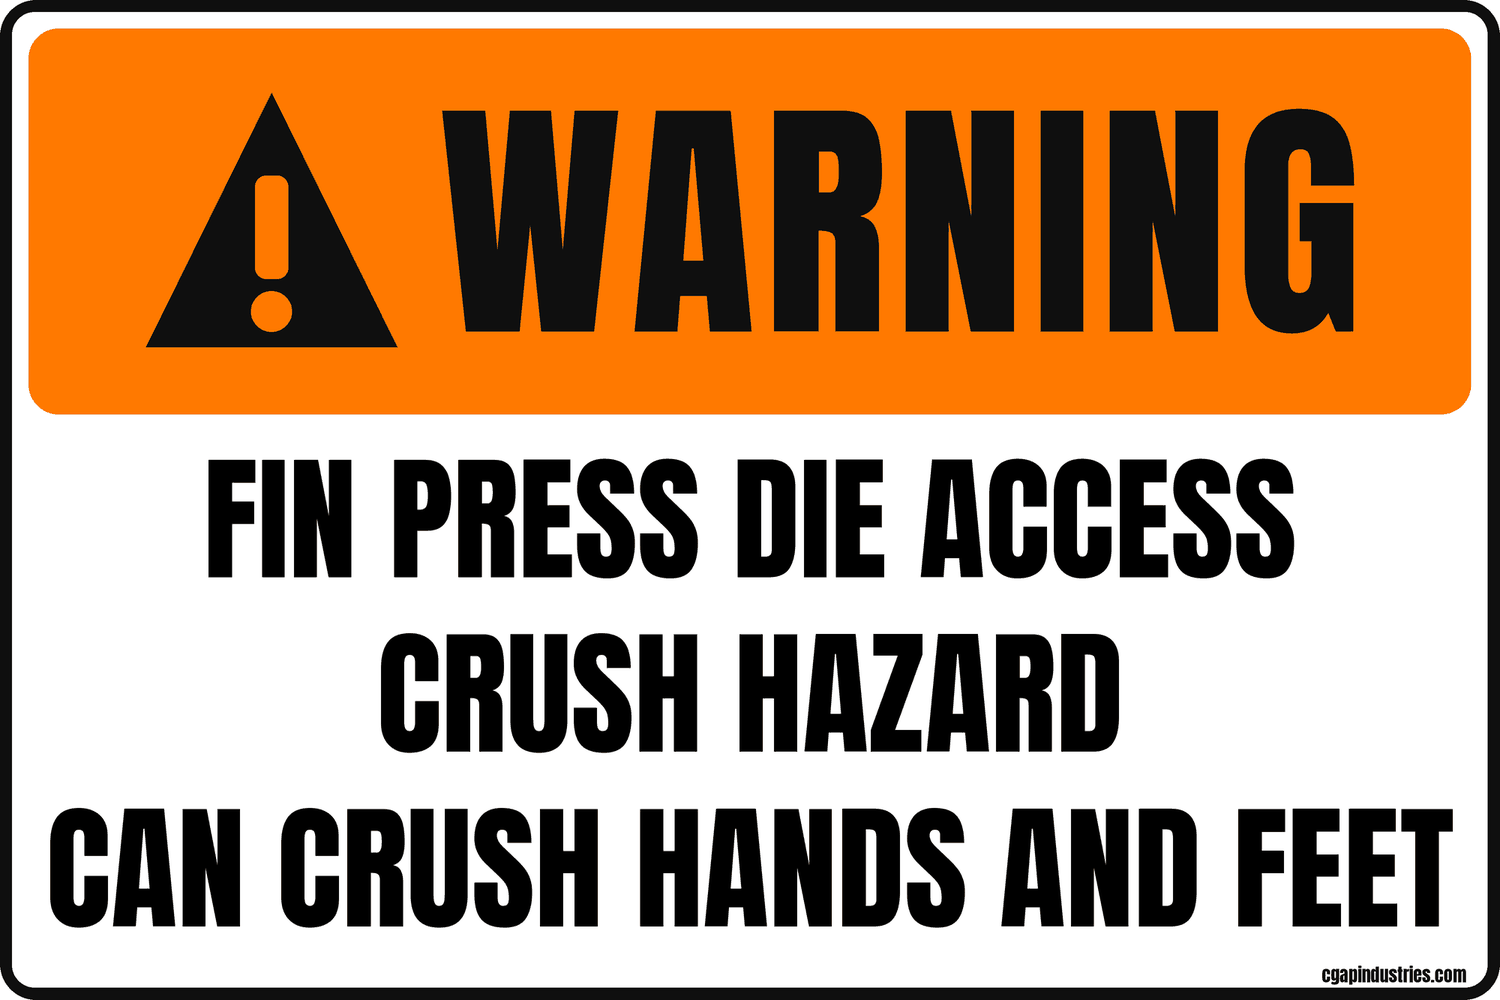 WARNING
FIN PRESS DIE ACCESS
CRUSH HAZARD
CAN CRUSH HANDS AND FEET
cgapindustries.com